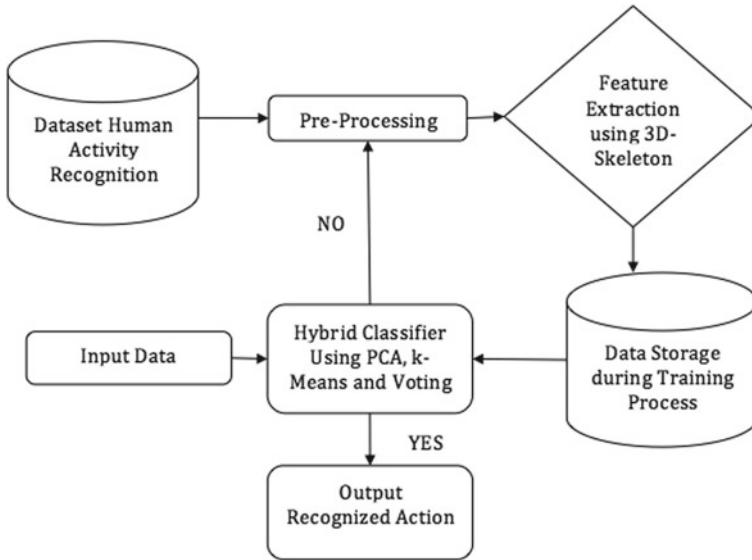 Dataset Human
Activity
Recognition
Pre-Processing
Feature
Extraction
using 3D-
Skeleton
NO
Input Data
Hybrid Classifier
Using PCA, k-
Means and Voting
Data Storage
during Training
Process
YES
Output
Recognized Action